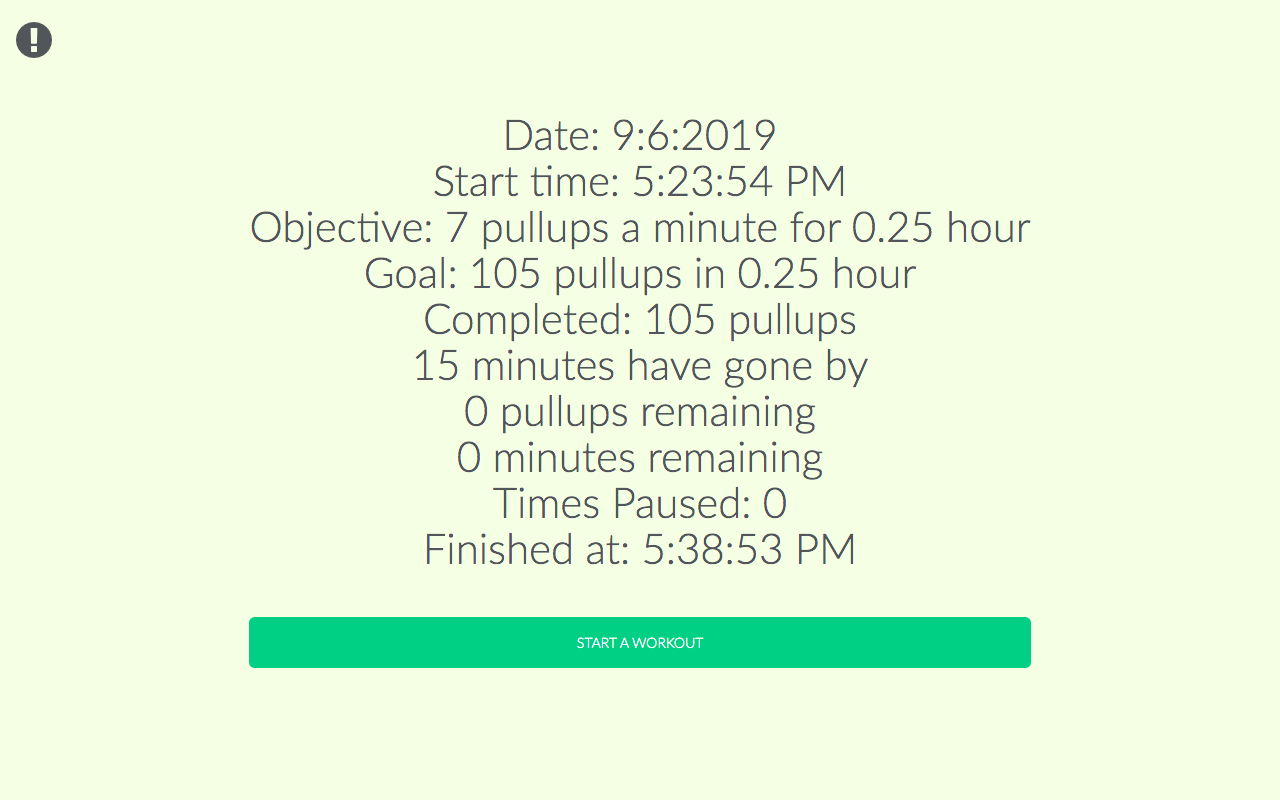 Date: 9:6:2019
Start time: 5:23:54 PM
Objective: 7 pullups a minute for 0.25 hour
Goal: 105 pullups in 0.25 hour
Completed: 105 pullups
15 minutes have gone by
0 pullups remaining
0 minutes remaining
Times Paused: 0
Finished at: 5:38:53 PM
START A WORKOUT